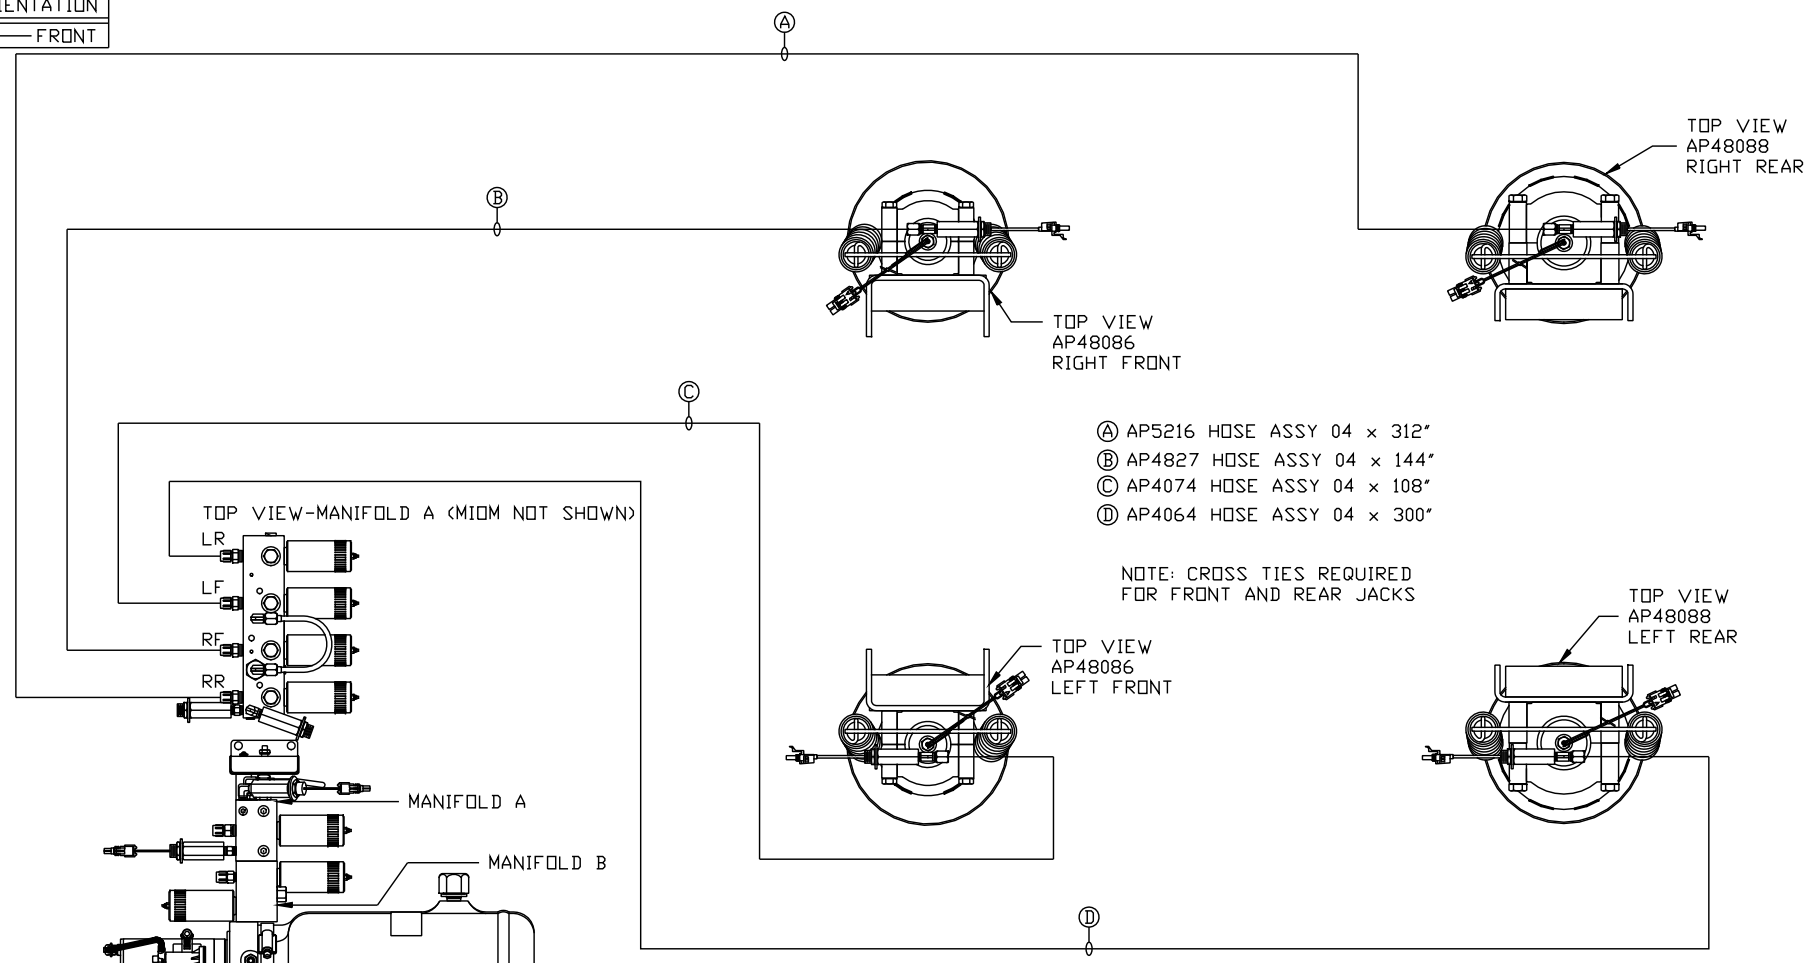 FRONT
A
TOP VIEW
AP48088
RIGHT REAR
B
TOP VIEW
AP48086
RIGHT FRONT
C
A AP5216 HOSE ASSY 04 x 312"
B AP4827 HOSE ASSY 04 x 144"
C AP4074 HOSE ASSY 04 x 108"
D AP4064 HOSE ASSY 04 x 300"
TOP VIEW-MANIFOLD A (MIOM NOT SHOWN)
LR
LF
RF
RR
NOTE: CROSS TIES REQUIRED
FOR FRONT AND REAR JACKS
TOP VIEW
AP48088
LEFT REAR
TOP VIEW
AP48086
LEFT FRONT
MANIFOLD A
MANIFOLD B
D